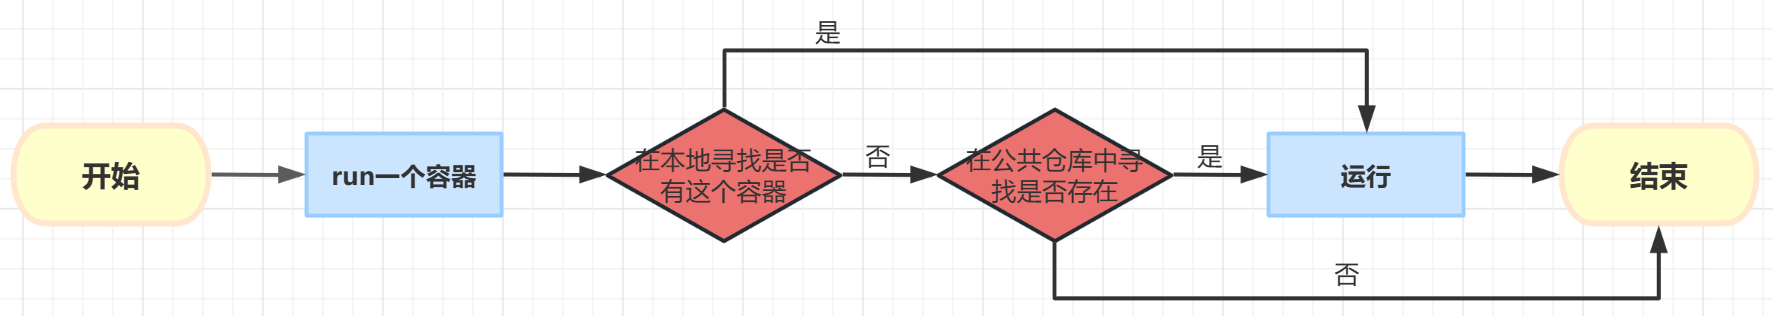 是
开始
run一个容器
在本地寻找是否
有这个容器
否
在公共仓库中寻
找是否存在
是
运行
结束
否